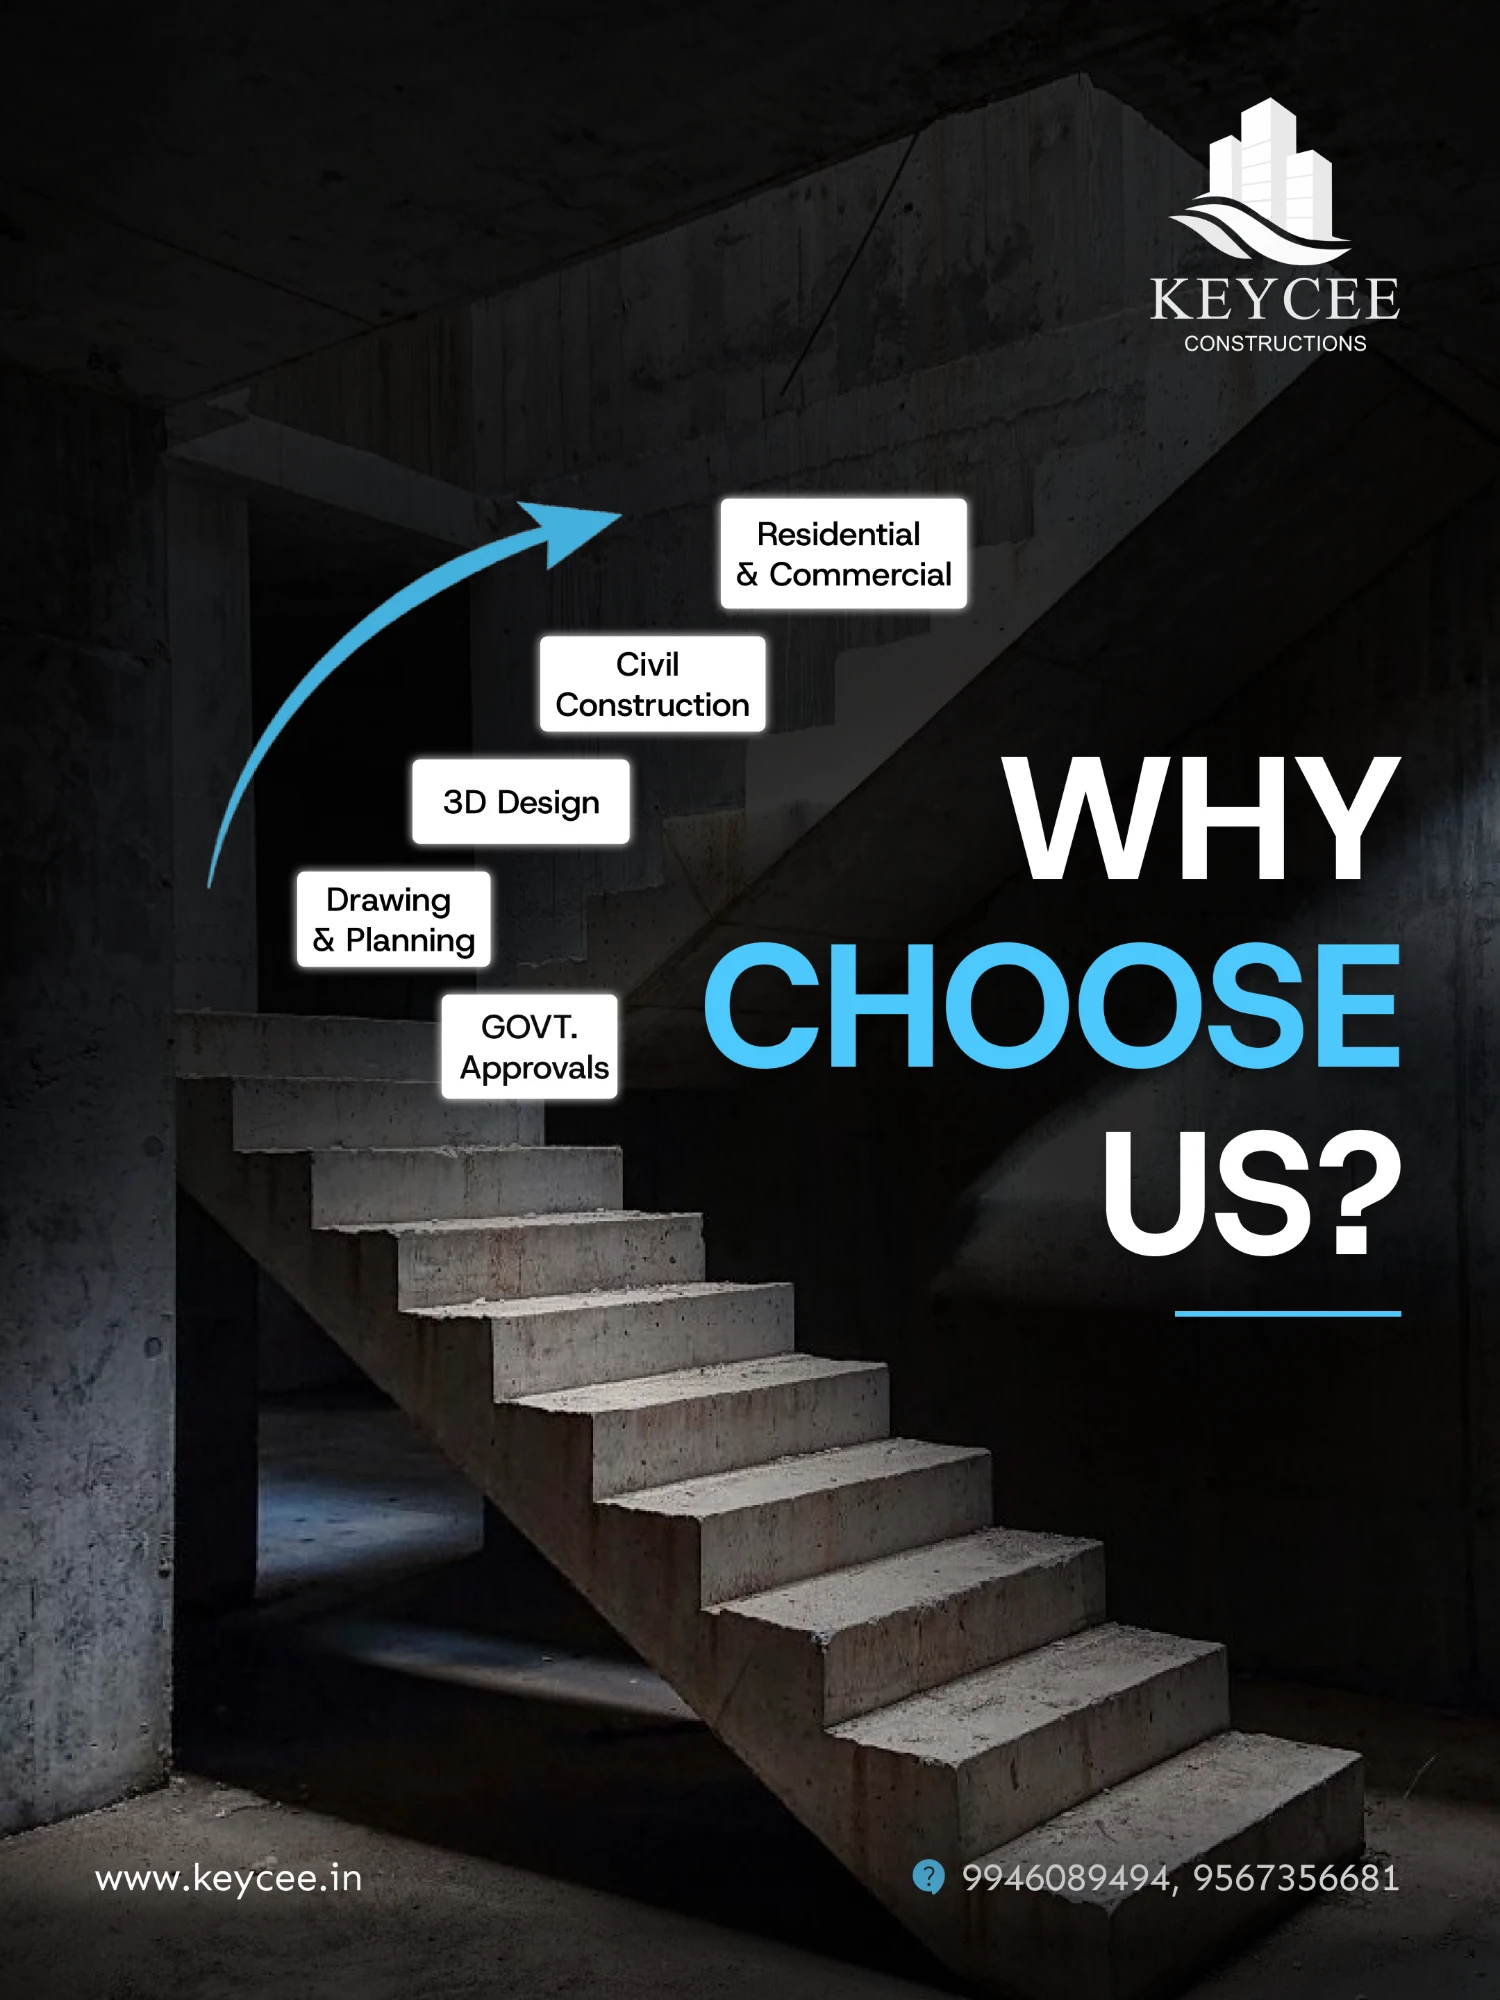 KEYCEE
CONSTRUCTIONS
Residential
& Commercial
Civil
Construction
3D Design
Drawing
& Planning
GOVT.
Approvals
WHY
CHOOSE
US?
www.keycee.in
? 9946089494, 9567356681